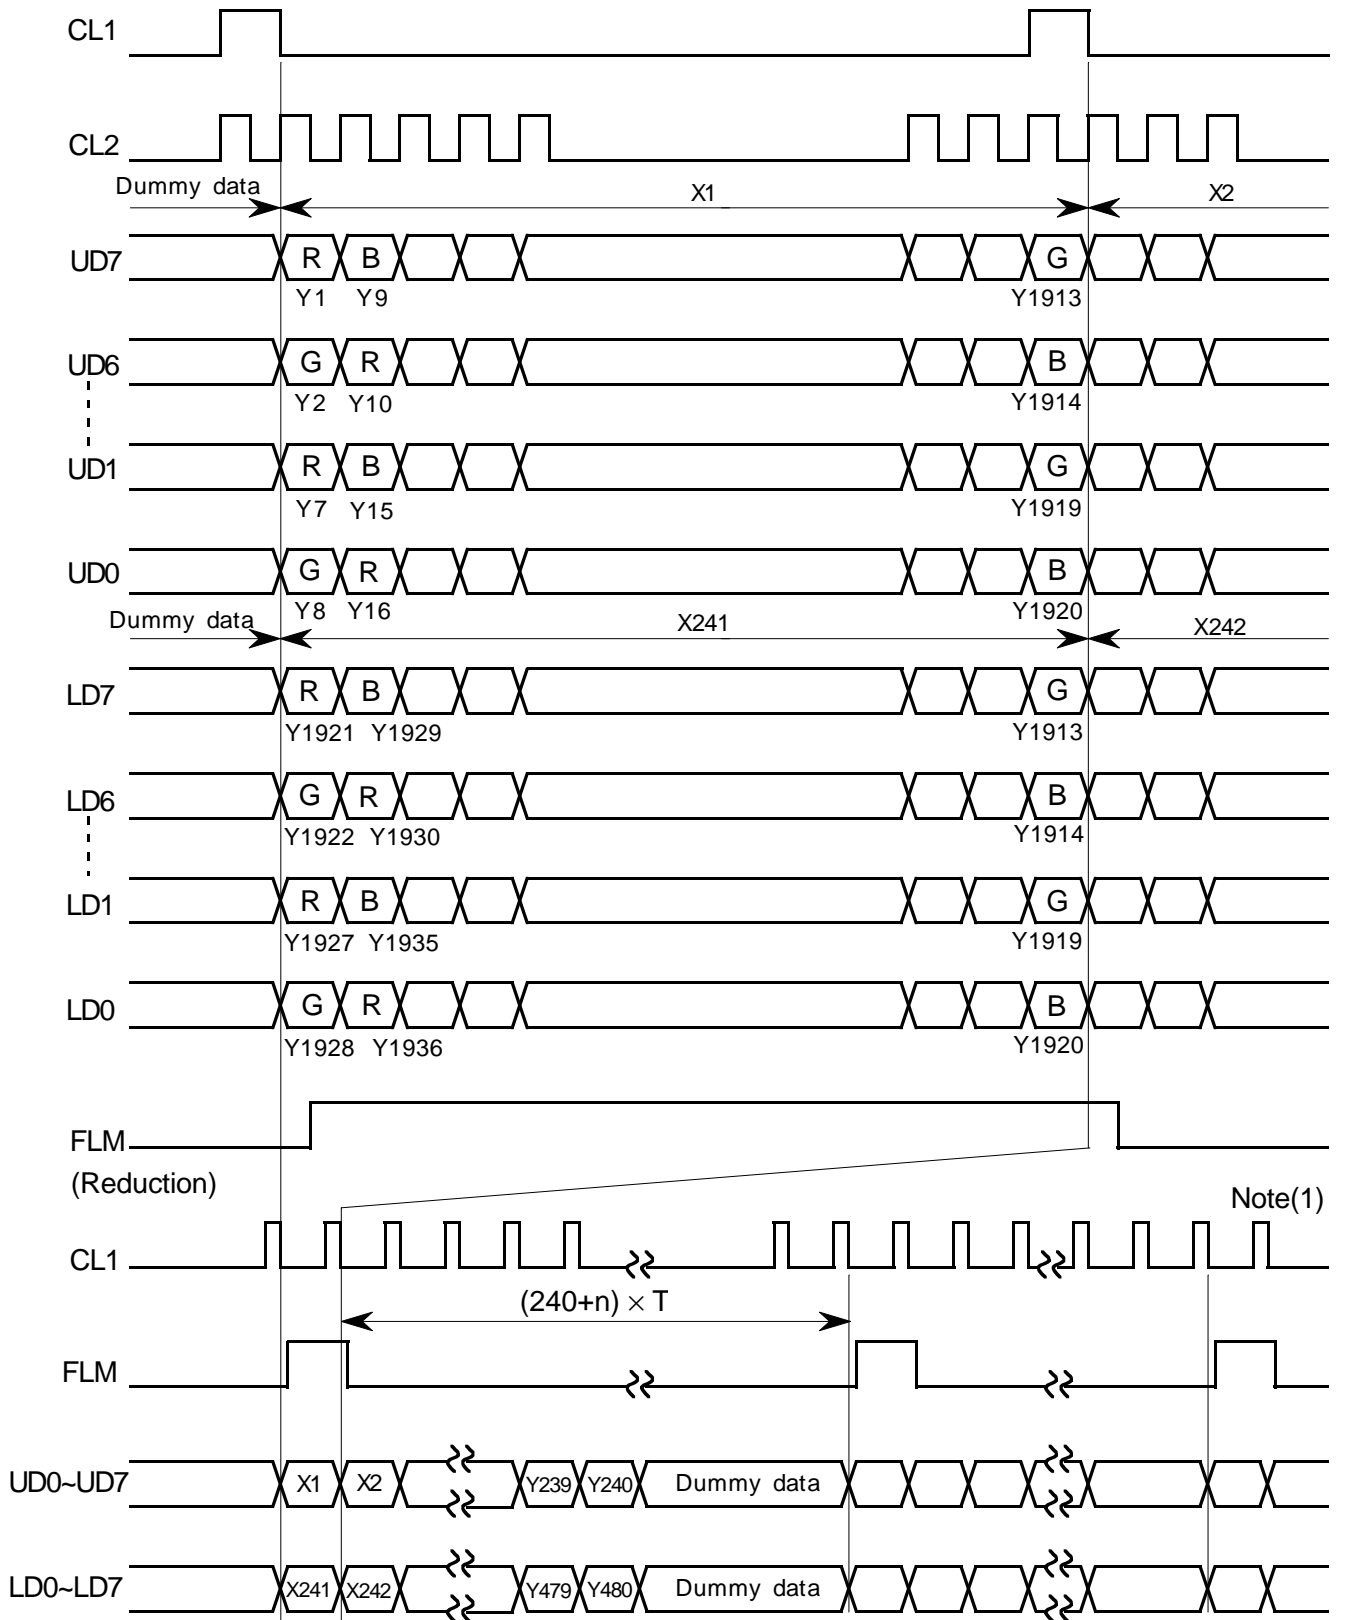 CL1
CL2
Dummy data X1 X2
UD7 R B G
Y1 Y9 Y1913
UD6 G R B
Y2 Y10 Y1914
UD1 R B G
Y7 Y15 Y1919
UD0 G R B
Y8 Y16 Y1920
Dummy data X241 X242
LD7 R B G
Y1921 Y1929 Y1913
LD6 G R B
Y1922 Y1930 Y1914
LD1 R B G
Y1927 Y1935 Y1919
LD0 G R B
Y1928 Y1936 Y1920
FLM
(Reduction)
Note(1)
CL1
(240+n) × T
FLM
UD0~UD7 X1 X2 Y239 Y240 Dummy data
LD0~LD7 X241 X242 Y479 Y480 Dummy data